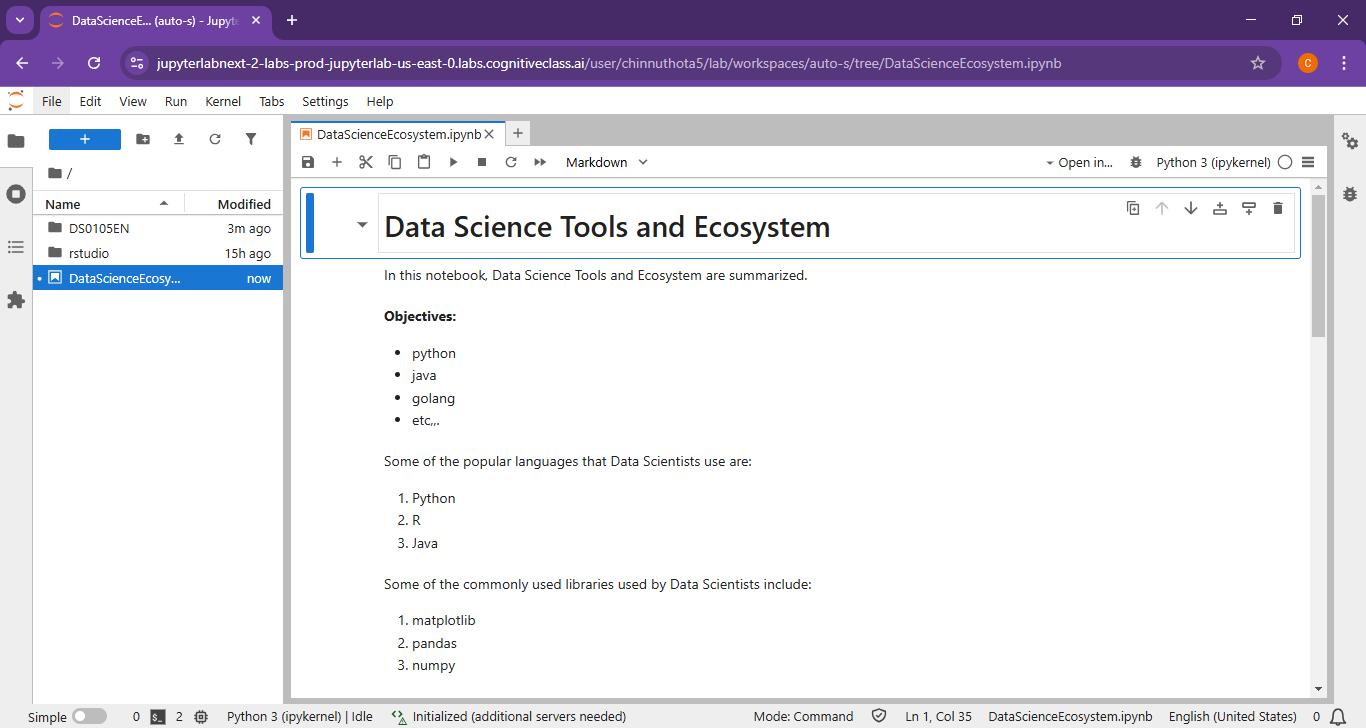 DataScienceE... (auto-s) - Jupyte
jupyterlabnext-2-labs-prod-jupyterlab-us-east-0.labs.cognitiveclass.ai/user/chinnuthota5/lab/workspaces/auto-s/tree/DataScienceEcosystem.ipynb
C
File Edit View Run Kernel Tabs Settings Help
DataScienceEcosystem.ipynb
Markdown
Open in...
Python 3 (ipykernel)
/
Name Modified
DS0105EN 3m ago
rstudio 15h ago
DataScienceEcosy... now
Data Science Tools and Ecosystem
In this notebook, Data Science Tools and Ecosystem are summarized.
Objectives:
• python
• java
• golang
• etc,,.
Some of the popular languages that Data Scientists use are:
1. Python
2. R
3. Java
Some of the commonly used libraries used by Data Scientists include:
1. matplotlib
2. pandas
3. numpy
Simple 0 $_ 2 Python 3 (ipykernel) | Idle Initialized (additional servers needed) Mode: Command Ln 1, Col 35 DataScienceEcosystem.ipynb English (United States) 0